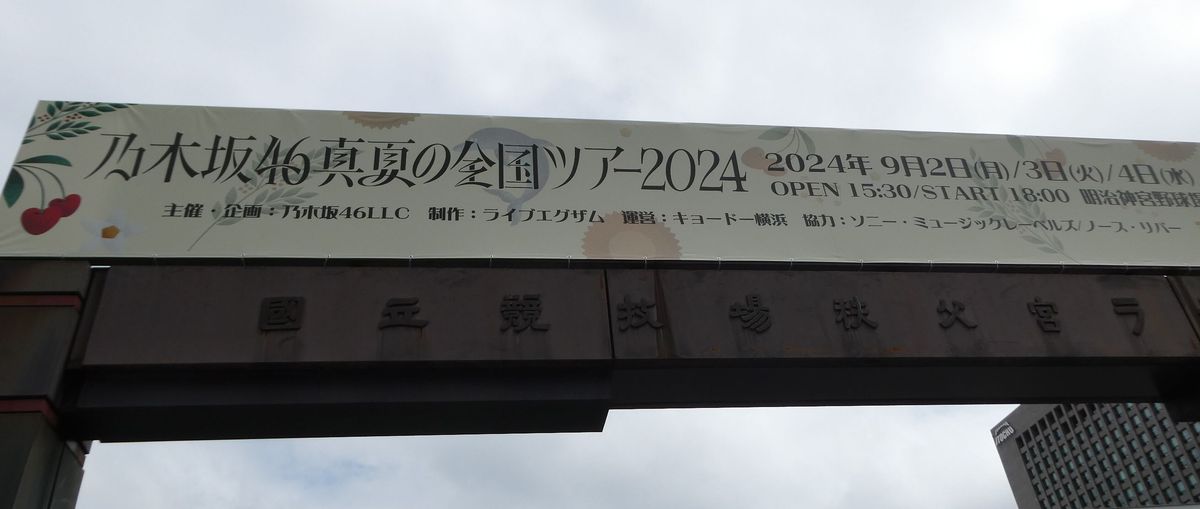 乃木坂46真夏の全国ツアー2024
2024年 9月2日(月)/3日(火)/4日(水)
OPEN 15:30/START 18:00 明治神宮野球
主催・企画:乃木坂46LLC 制作:ライブエグザム 運営:キョードー横浜 協力:ソニー・ミュージックレーベルズ/ノース・リバー
國立競技場秩父宮ラ
ITOCHU